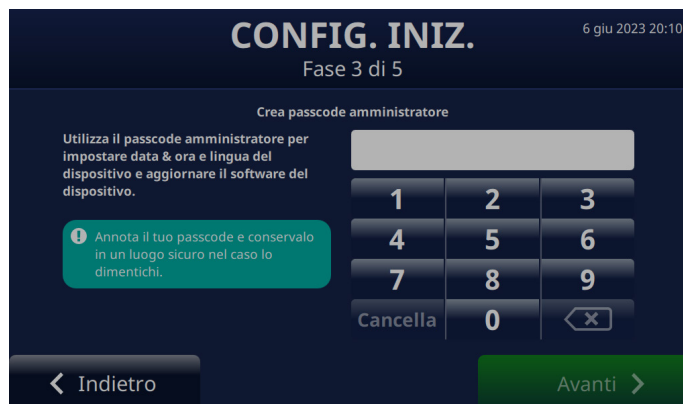 CONFIG. INIZ.
6 giu 2023 20:10
Fase 3 di 5
Crea passcode amministratore
Utilizza il passcode amministratore per
impostare data & ora e lingua del
dispositivo e aggiornare il software del
dispositivo.
Annota il tuo passcode e conservalo
in un luogo sicuro nel caso lo
dimentichi.
1 2 3
4 5 6
7 8 9
Cancella 0
Indietro
Avanti